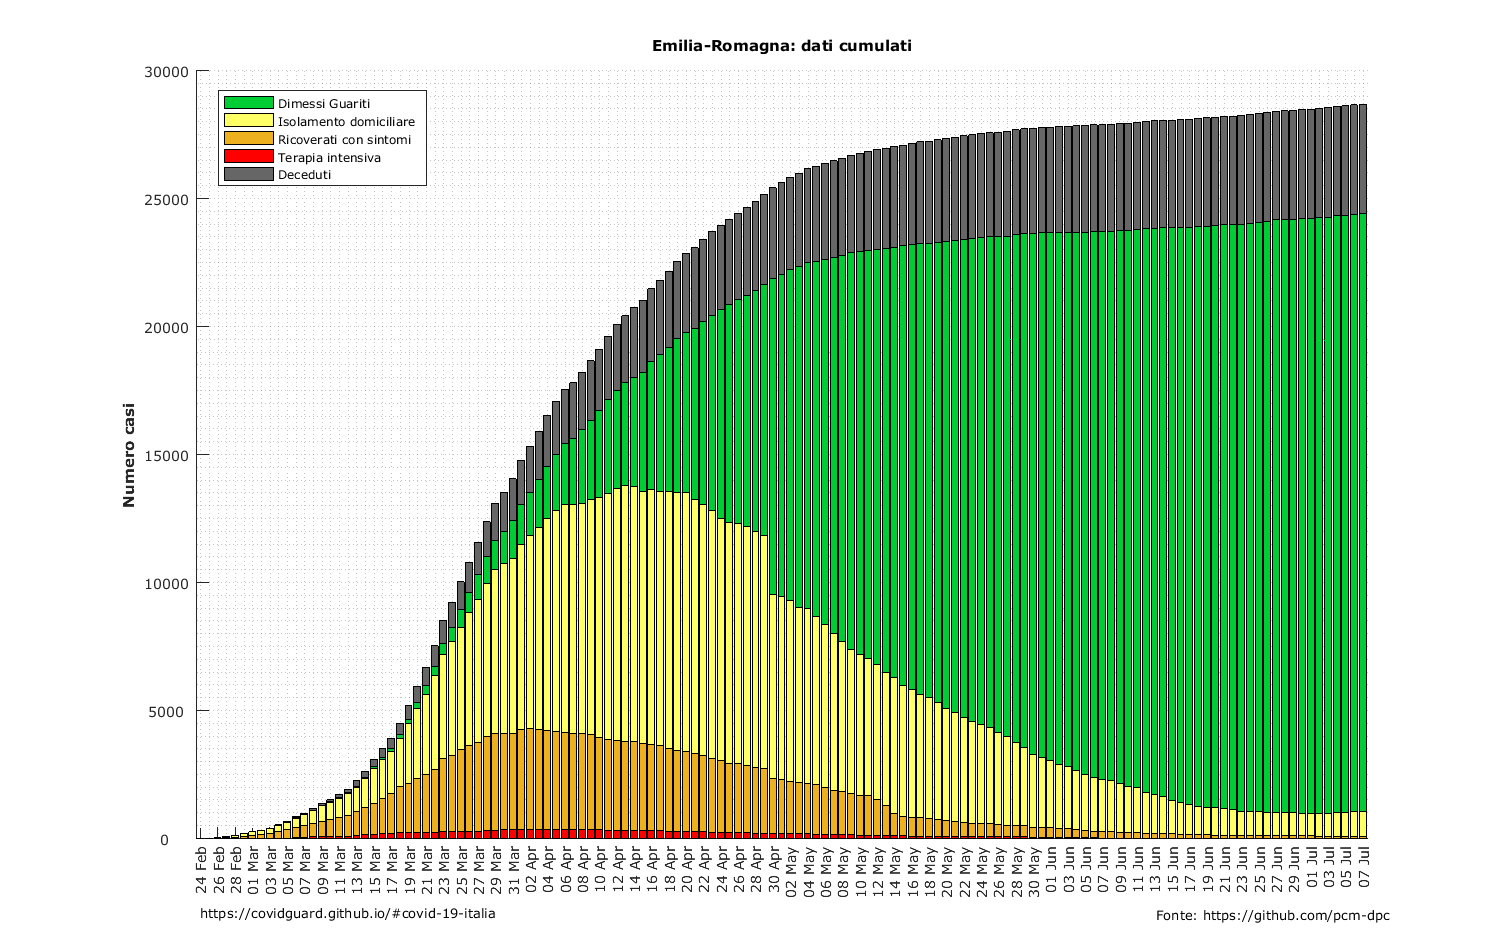 Emilia-Romagna: dati cumulati
30000
25000
20000
15000
10000
5000
0
Numero casi
Dimessi Guariti
Isolamento domiciliare
Ricoverati con sintomi
Terapia intensiva
Deceduti
24 Feb
26 Feb
28 Feb
01 Mar
03 Mar
05 Mar
07 Mar
09 Mar
11 Mar
13 Mar
15 Mar
17 Mar
19 Mar
21 Mar
23 Mar
25 Mar
27 Mar
29 Mar
31 Mar
02 Apr
04 Apr
06 Apr
08 Apr
10 Apr
12 Apr
14 Apr
16 Apr
18 Apr
20 Apr
22 Apr
24 Apr
26 Apr
28 Apr
30 Apr
02 May
04 May
06 May
08 May
10 May
12 May
14 May
16 May
18 May
20 May
22 May
24 May
26 May
28 May
30 May
01 Jun
03 Jun
05 Jun
07 Jun
09 Jun
11 Jun
13 Jun
15 Jun
17 Jun
19 Jun
21 Jun
23 Jun
25 Jun
27 Jun
29 Jun
01 Jul
03 Jul
05 Jul
07 Jul
https://covidguard.github.io/#covid-19-italia
Fonte: https://github.com/pcm-dpc